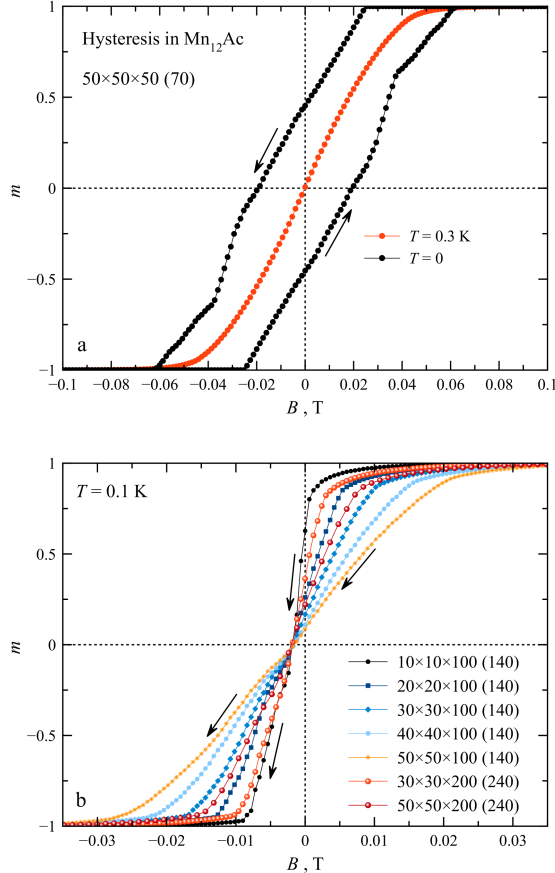 Hysteresis in Mn12Ac
50×50×50 (70)
1
0.5
0
−0.5
−1
m
T = 0.3 K
T = 0
a
−0.1 −0.08 −0.06 −0.04 −0.02 0 0.02 0.04 0.06 0.08 0.1
B , T
T = 0.1 K
1
0.5
0
−0.5
−1
m
10×10×100 (140)
20×20×100 (140)
30×30×100 (140)
40×40×100 (140)
50×50×100 (140)
30×30×200 (240)
50×50×200 (240)
b
−0.03 −0.02 −0.01 0 0.01 0.02 0.03
B , T